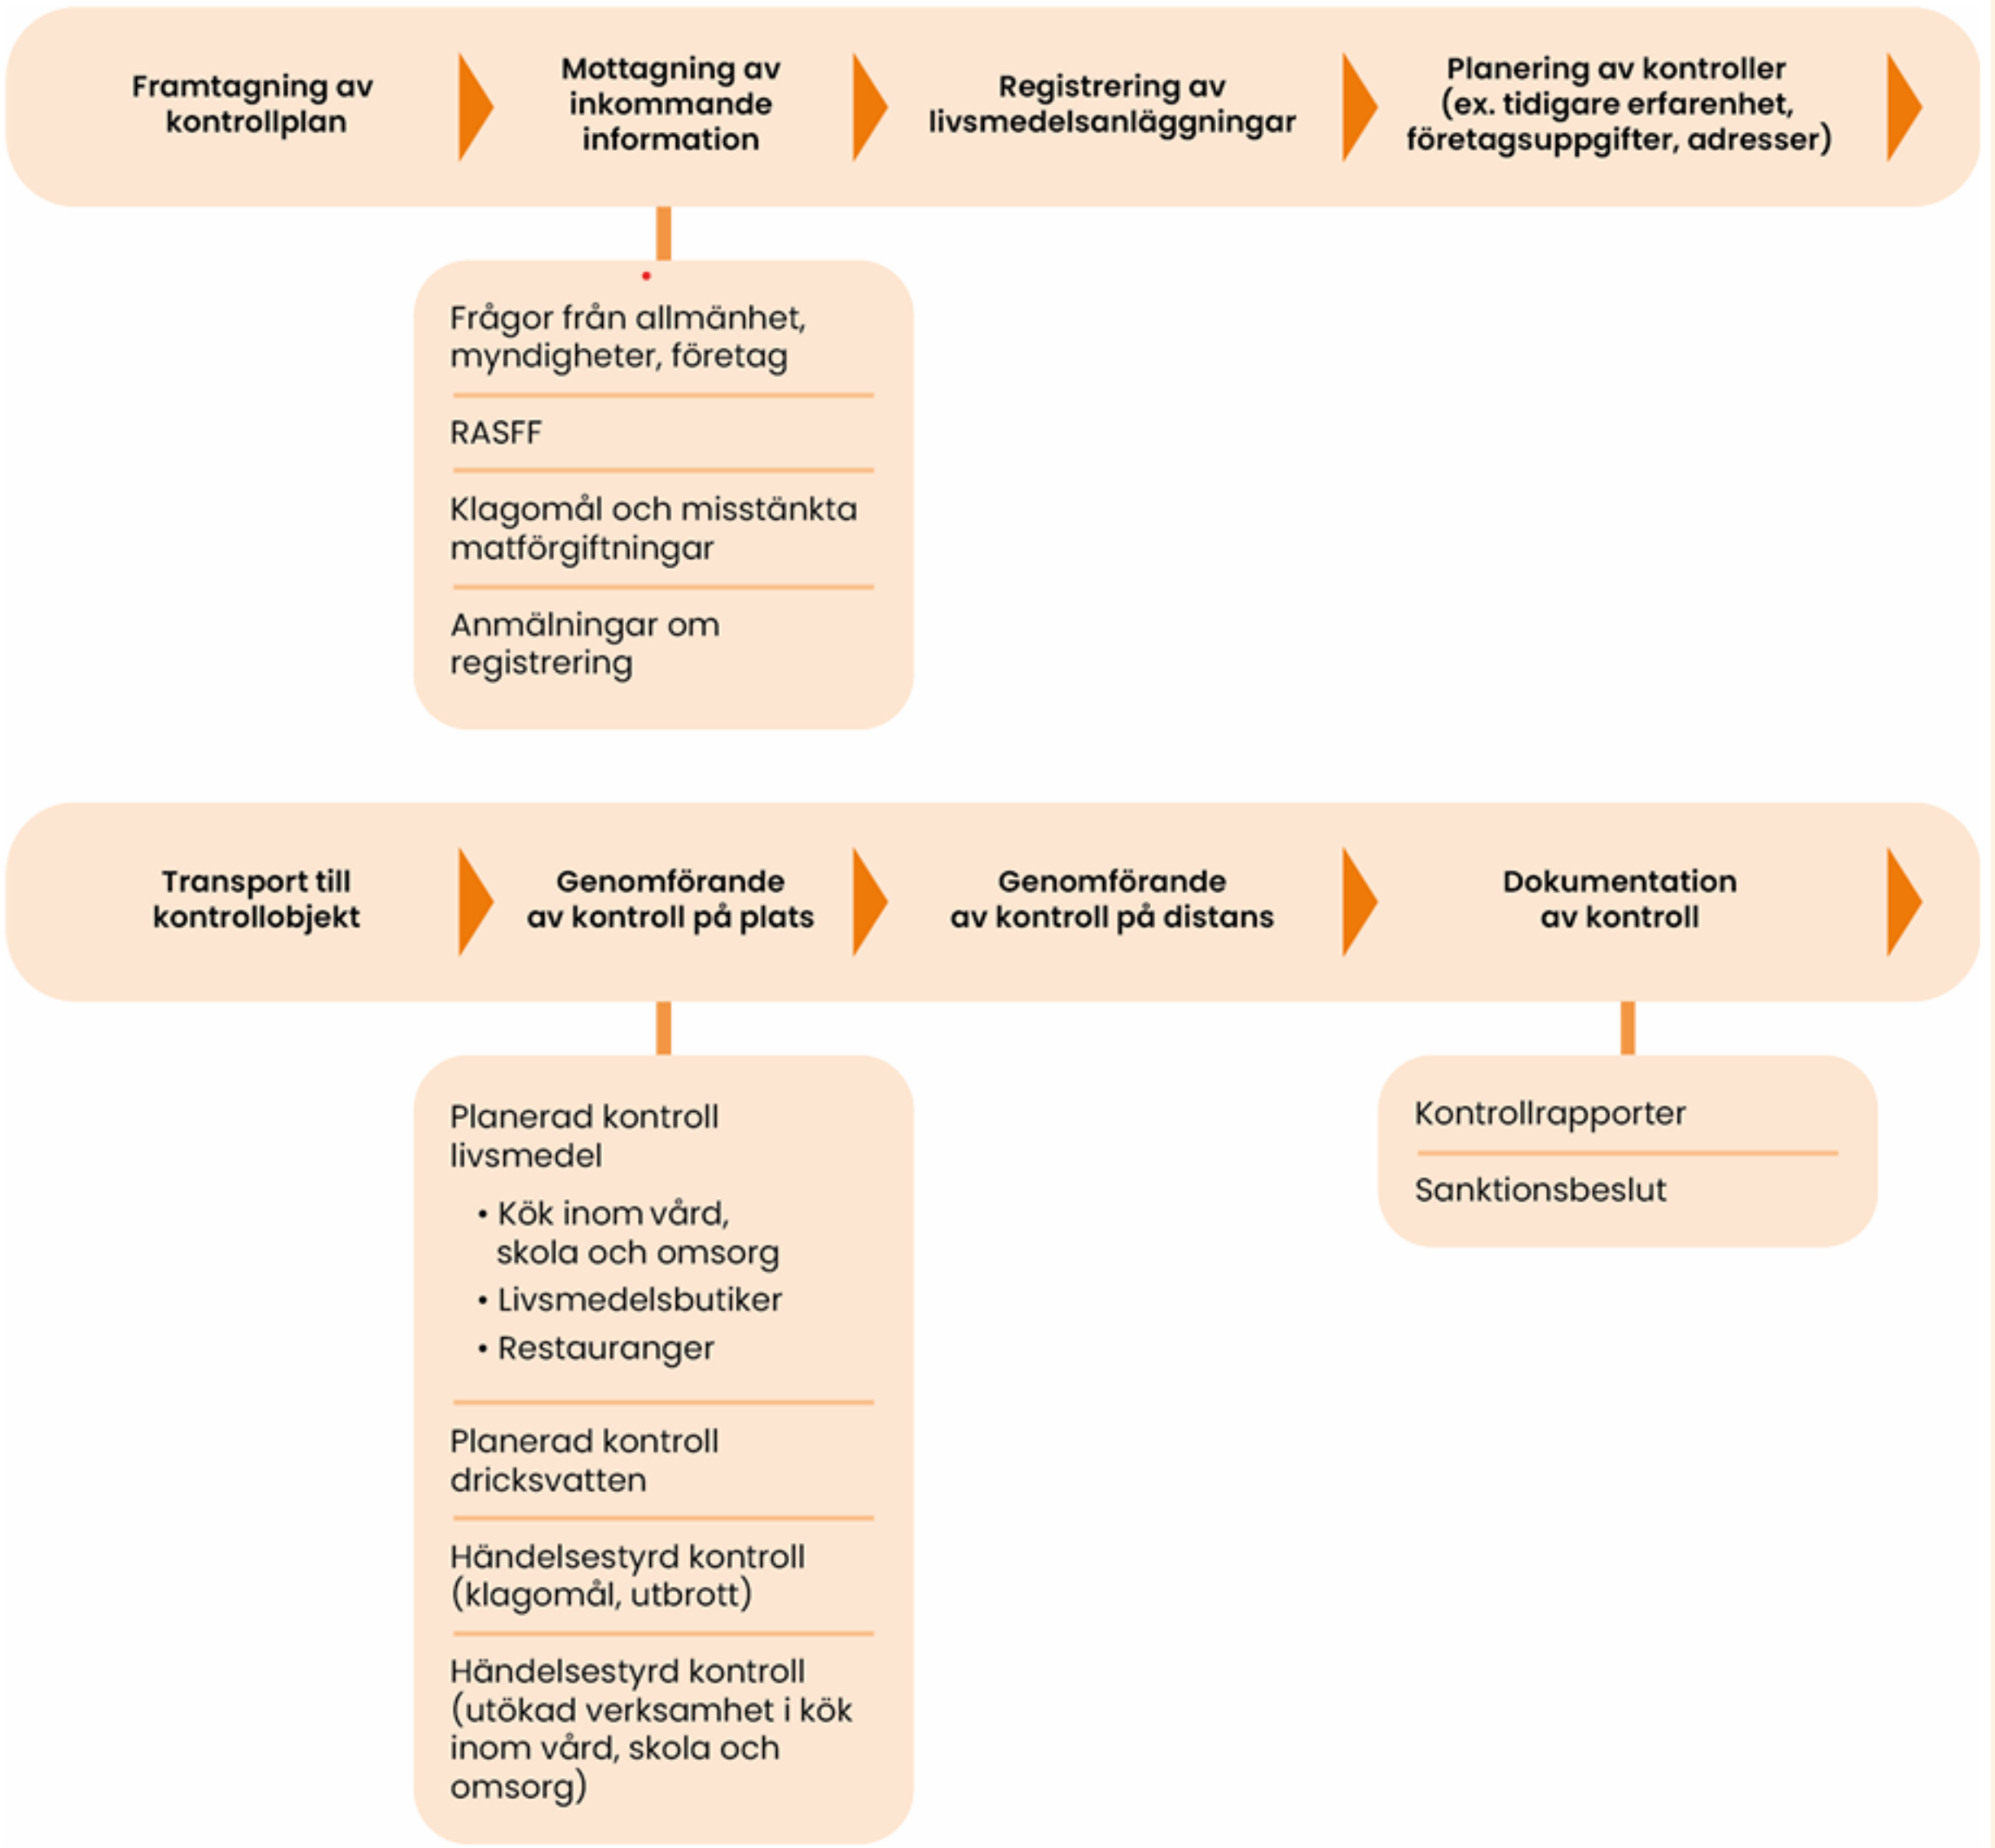 Framtagning av
kontrollplan
Mottagning av
inkommande
information
Registrering av
livsmedelsanläggningar
Planering av kontroller
(ex. tidigare erfarenhet,
företagsuppgifter, adresser)
Frågor från allmänhet,
myndigheter, företag
RASFF
Klagomål och misstänkta
matförgiftningar
Anmälningar om
registrering
Transport till
kontrollobjekt
Genomförande
av kontroll på plats
Genomförande
av kontroll på distans
Dokumentation
av kontroll
Planerad kontroll
livsmedel
• Kök inom vård,
skola och omsorg
• Livsmedelsbutiker
• Restauranger
Planerad kontroll
dricksvatten
Händelsestyrd kontroll
(klagomål, utbrott)
Händelsestyrd kontroll
(utökad verksamhet i kök
inom vård, skola och
omsorg)
Kontrollrapporter
Sanktionsbeslut